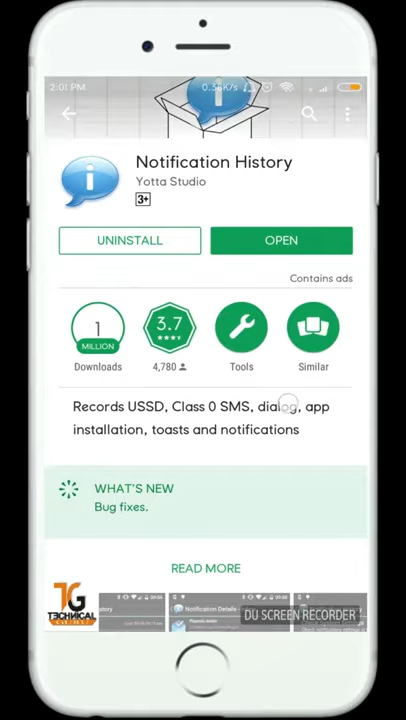 2:01 PM
0.36K/s
Notification History
Yotta Studio
3+
UNINSTALL
OPEN
Contains ads
1
MILLION
3.7
Downloads
4,780
Tools
Similar
Records USSD, Class 0 SMS, dialog, app
installation, toasts and notifications
WHAT'S NEW
Bug fixes.
READ MORE
TG
TECHNICAL
Notification Details
DU SCREEN RECORDER